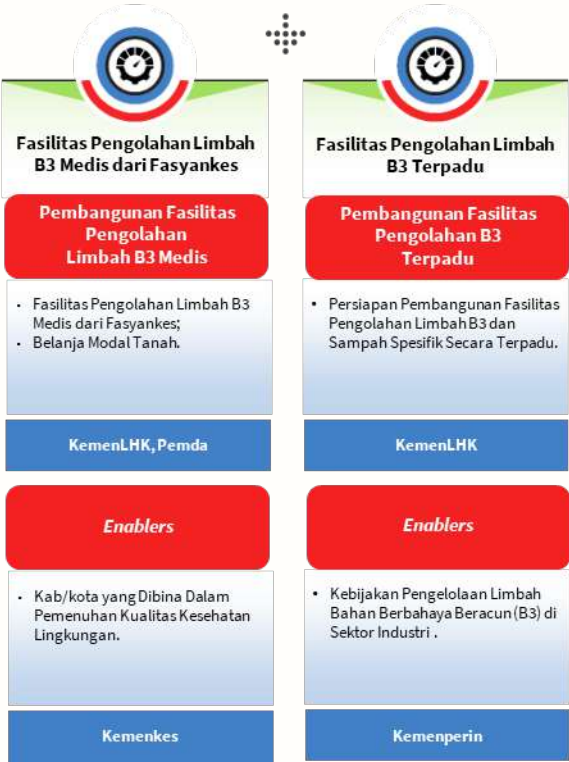 Fasilitas Pengolahan Limbah
B3 Medis dari Fasyankes
Pembangunan Fasilitas
Pengolahan
Limbah B3 Medis
• Fasilitas Pengolahan Limbah B3
Medis dari Fasyankes;
• Belanja Modal Tanah.
KemenLHK, Pemda
Enablers
• Kab/kota yang Dibina Dalam
Pemenuhan Kualitas Kesehatan
Lingkungan.
Kemenkes
Fasilitas Pengolahan Limbah
B3 Terpadu
Pembangunan Fasilitas
Pengolahan B3
Terpadu
• Persiapan Pembangunan Fasilitas
Pengolahan Limbah B3 dan
Sampah Spesifik Secara Terpadu.
KemenLHK
Enablers
• Kebijakan Pengelolaan Limbah
Bahan Berbahaya Beracun (B3) di
Sektor Industri .
Kemenperin